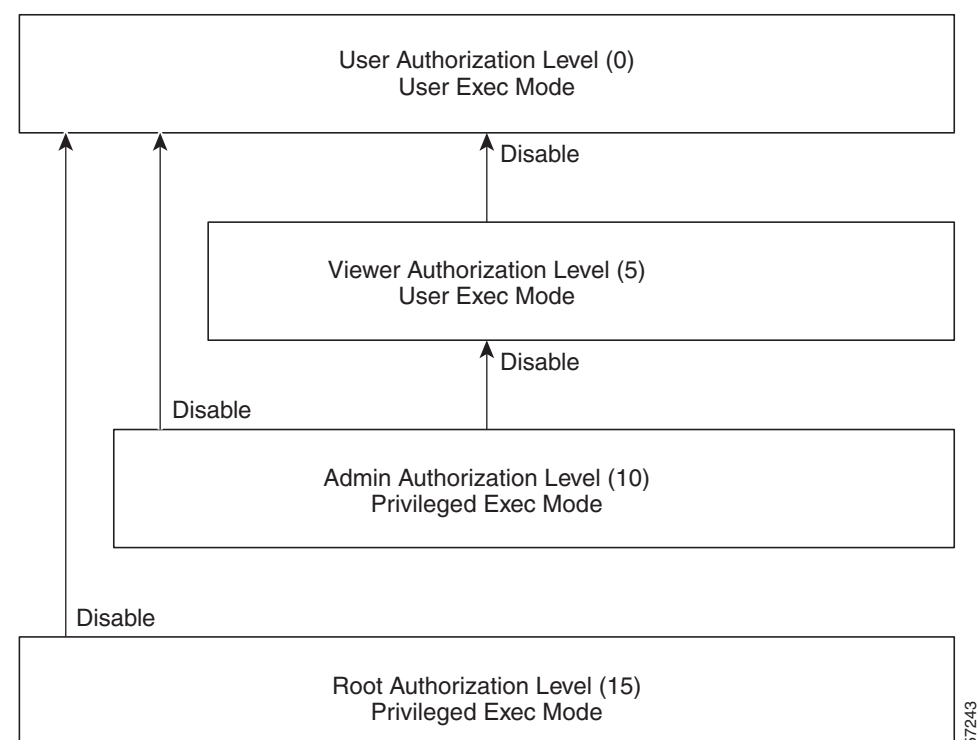 User Authorization Level (0)
User Exec Mode
Disable
Viewer Authorization Level (5)
User Exec Mode
Disable
Disable
Admin Authorization Level (10)
Privileged Exec Mode
Disable
Root Authorization Level (15)
Privileged Exec Mode